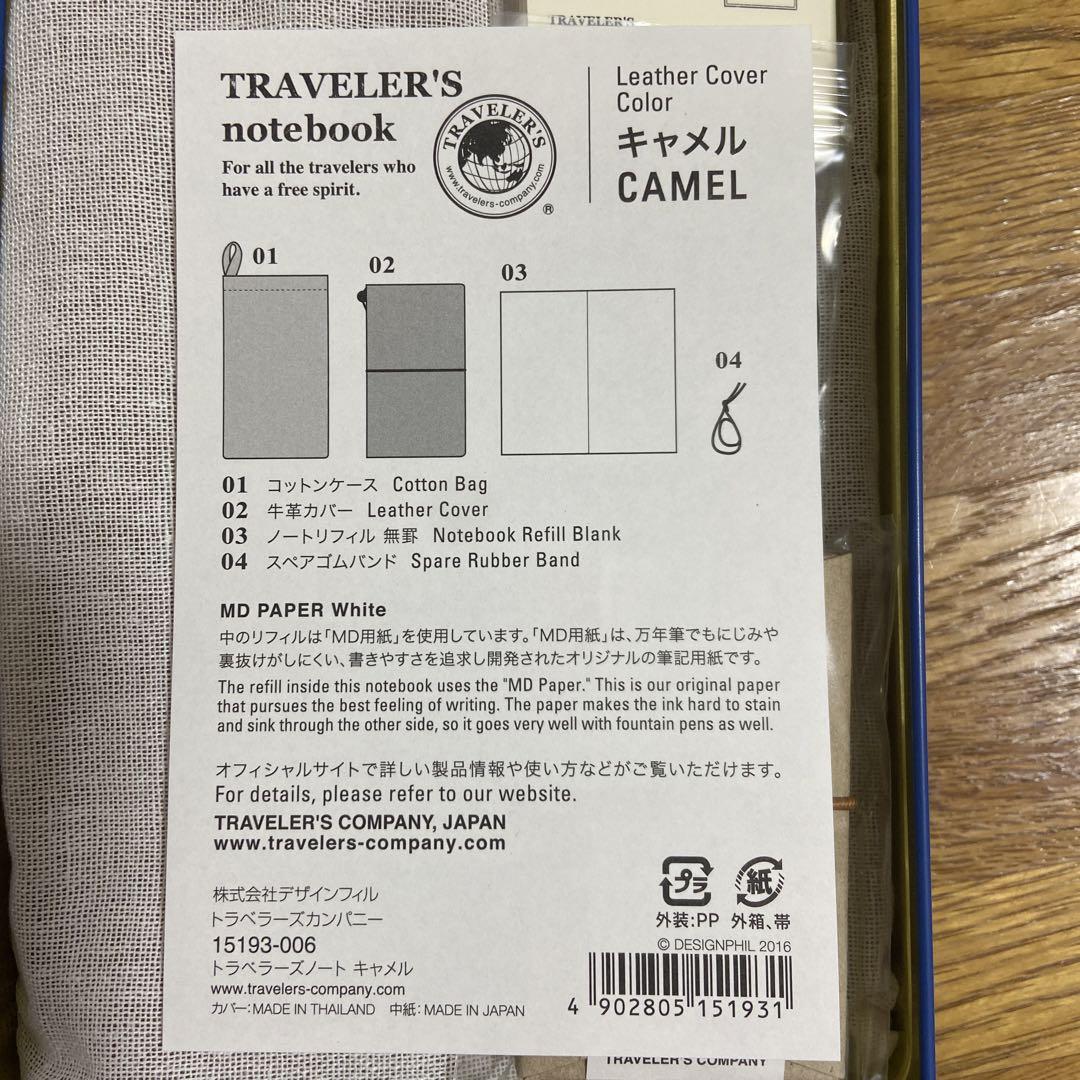 TRAVELER'S
TRAVELER'S
notebook
For all the travelers who
have a free spirit.
TRAVELER'S
www.travelers-company.com
®
Leather Cover
Color
キャメル
CAMEL
01
02
03
04
01 コットンケース Cotton Bag
02 牛革カバー Leather Cover
03 ノートリフィル 無罫 Notebook Refill Blank
04 スペアゴムバンド Spare Rubber Band
MD PAPER White
中のリフィルは「MD用紙」を使用しています。「MD用紙」は、万年筆でもにじみや
裏抜けがしにくい、書きやすさを追求し開発されたオリジナルの筆記用紙です。
The refill inside this notebook uses the "MD Paper." This is our original paper
that pursues the best feeling of writing. The paper makes the ink hard to stain
and sink through the other side, so it goes very well with fountain pens as well.
オフィシャルサイトで詳しい製品情報や使い方などがご覧いただけます。
For details, please refer to our website.
TRAVELER'S COMPANY, JAPAN
www.travelers-company.com
株式会社デザインフィル
トラベラーズカンパニー
15193-006
トラベラーズノート キャメル
www.travelers-company.com
カバー：MADE IN THAILAND 中紙：MADE IN JAPAN
プラ
紙
外装:PP 外箱、帯
© DESIGNPHIL 2016
4 902805 151931
TRAVELER'S COMPANY